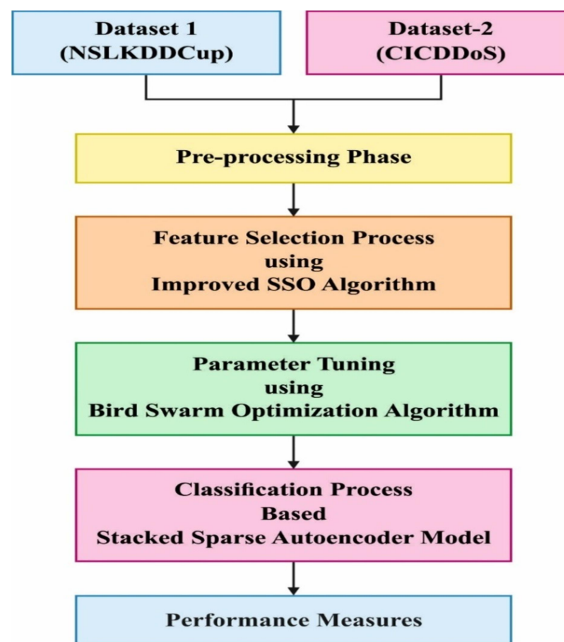 Dataset 1
(NSLKDDCup)
Dataset-2
(CICDDoS)
Pre-processing Phase
Feature Selection Process
using
Improved SSO Algorithm
Parameter Tuning
using
Bird Swarm Optimization Algorithm
Classification Process
Based
Stacked Sparse Autoencoder Model
Performance Measures